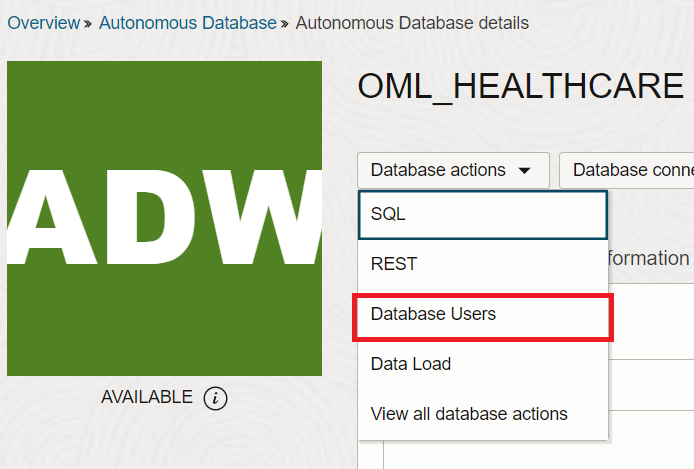 Overview » Autonomous Database » Autonomous Database details
ADW
AVAILABLE i
OML_HEALTHCARE
Database actions Database conne
SQL
REST
formation
Database Users
Data Load
View all database actions